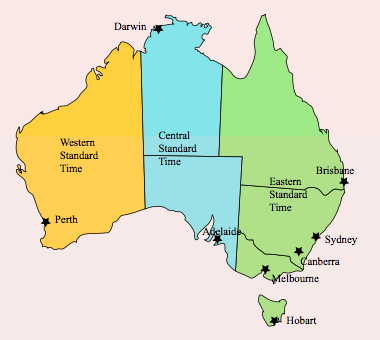 Darwin
Western
Standard
Time
Central
Standard
Time
Eastern
Standard
Time
Brisbane
Perth
Adelaide
Sydney
Canberra
Melbourne
Hobart